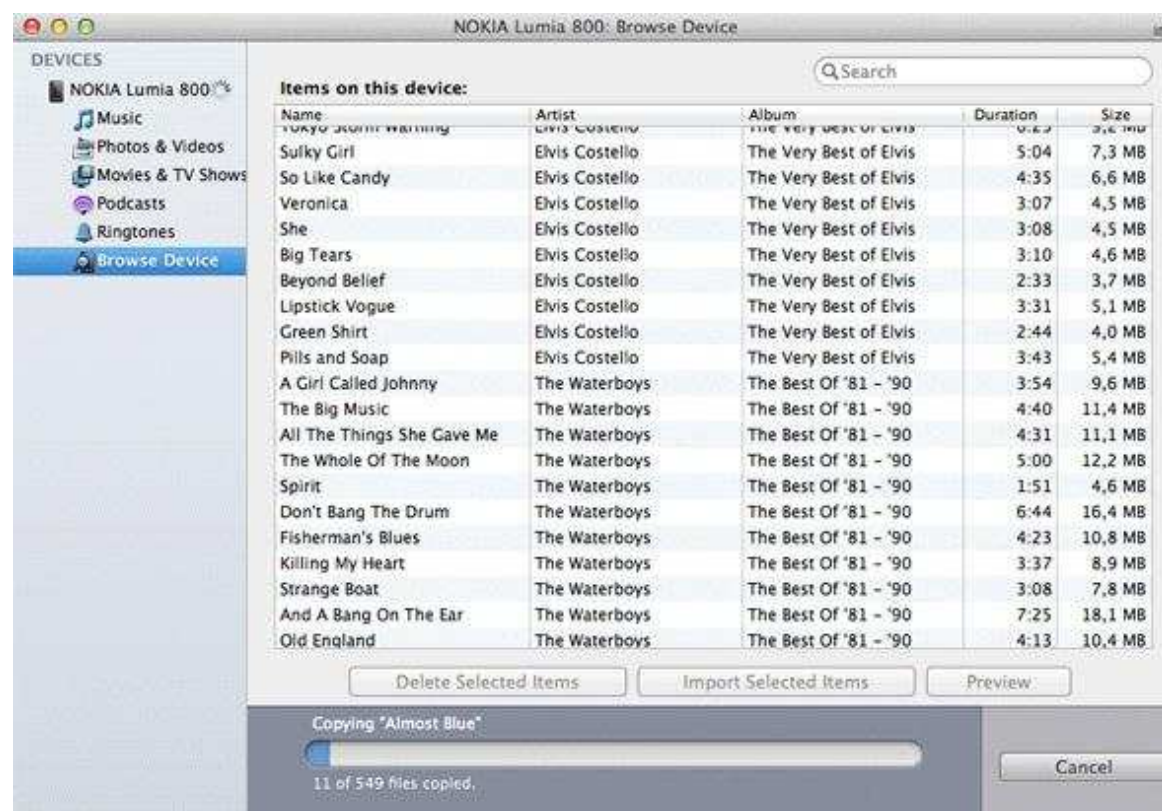 NOKIA Lumia 800: Browse Device
DEVICES
NOKIA Lumia 800
Music
Photos & Videos
Movies & TV Shows
Podcasts
Ringtones
Browse Device
Search
Items on this device:
Name Artist Album Duration Size
Tokyo Storm Warning Elvis Costello The Very Best of Elvis
Sulky Girl Elvis Costello The Very Best of Elvis 5:04 7,3 MB
So Like Candy Elvis Costello The Very Best of Elvis 4:35 6,6 MB
Veronica Elvis Costello The Very Best of Elvis 3:07 4,5 MB
She Elvis Costello The Very Best of Elvis 3:08 4,5 MB
Big Tears Elvis Costello The Very Best of Elvis 3:10 4,6 MB
Beyond Belief Elvis Costello The Very Best of Elvis 2:33 3,7 MB
Lipstick Vogue Elvis Costello The Very Best of Elvis 3:31 5,1 MB
Green Shirt Elvis Costello The Very Best of Elvis 2:44 4,0 MB
Pills and Soap Elvis Costello The Very Best of Elvis 3:43 5,4 MB
A Girl Called Johnny The Waterboys The Best Of '81 - '90 3:54 9,6 MB
The Big Music The Waterboys The Best Of '81 - '90 4:40 11,4 MB
All The Things She Gave Me The Waterboys The Best Of '81 - '90 4:31 11,1 MB
The Whole Of The Moon The Waterboys The Best Of '81 - '90 5:00 12,2 MB
Spirit The Waterboys The Best Of '81 - '90 1:51 4,6 MB
Don't Bang The Drum The Waterboys The Best Of '81 - '90 6:44 16,4 MB
Fisherman's Blues The Waterboys The Best Of '81 - '90 4:23 10,8 MB
Killing My Heart The Waterboys The Best Of '81 - '90 3:37 8,9 MB
Strange Boat The Waterboys The Best Of '81 - '90 3:08 7,8 MB
And A Bang On The Ear The Waterboys The Best Of '81 - '90 7:25 18,1 MB
Old England The Waterboys The Best Of '81 - '90 4:13 10,4 MB
Delete Selected Items Import Selected Items Preview
Copying "Almost Blue"
11 of 549 files copied.
Cancel